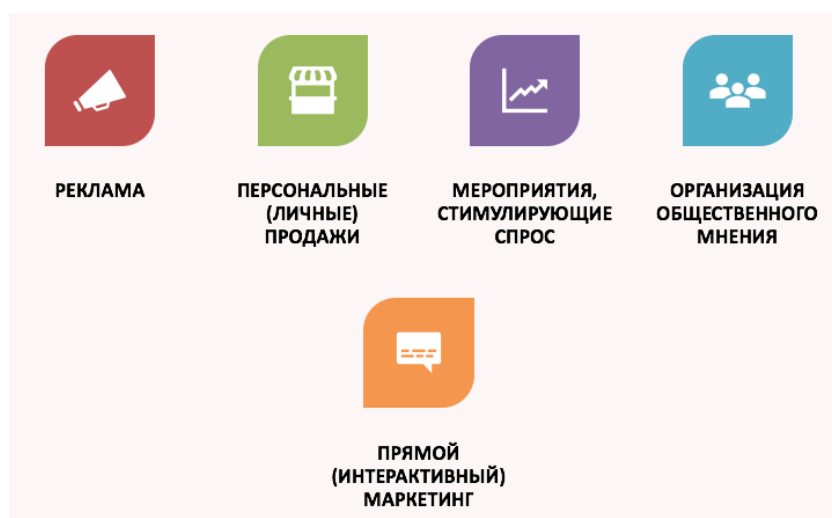 РЕКЛАМА
ПЕРСОНАЛЬНЫЕ
(ЛИЧНЫЕ)
ПРОДАЖИ
МЕРОПРИЯТИЯ,
СТИМУЛИРУЮЩИЕ
СПРОС
ОРГАНИЗАЦИЯ
ОБЩЕСТВЕННОГО
МНЕНИЯ
ПРЯМОЙ
(ИНТЕРАКТИВНЫЙ)
МАРКЕТИНГ